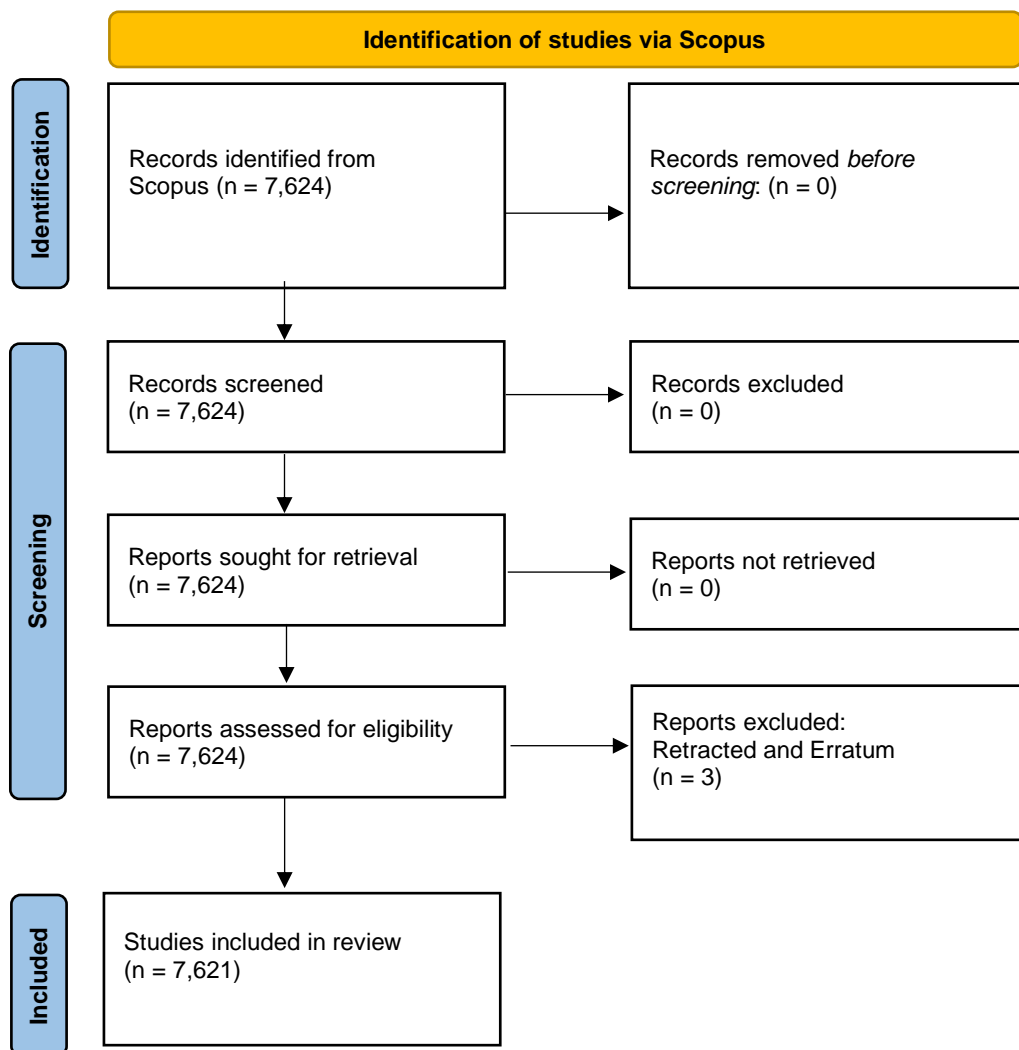 Identification of studies via Scopus
Identification
Records identified from
Scopus (n = 7,624)
Records removed before
screening: (n = 0)
Screening
Records screened
(n = 7,624)
Records excluded
(n = 0)
Reports sought for retrieval
(n = 7,624)
Reports not retrieved
(n = 0)
Reports assessed for eligibility
(n = 7,624)
Reports excluded:
Retracted and Erratum
(n = 3)
Included
Studies included in review
(n = 7,621)